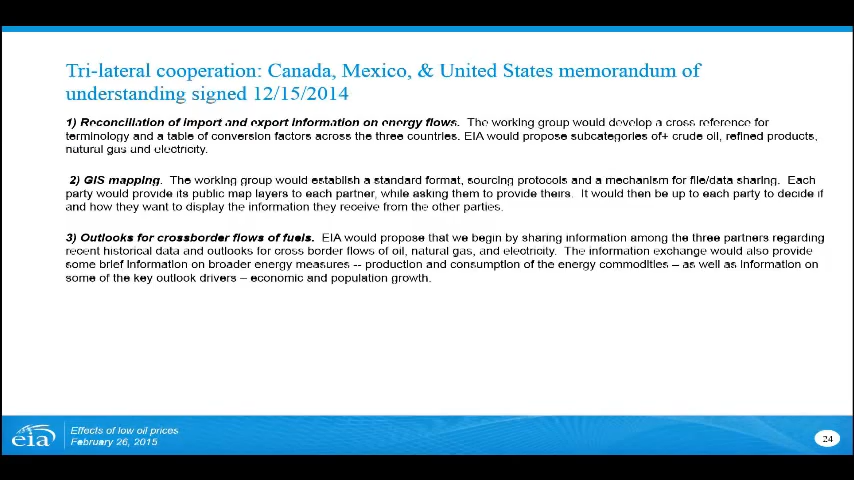 Tri-lateral cooperation: Canada, Mexico, & United States memorandum of
understanding signed 12/15/2014
1) Reconciliation of import and export information on energy flows. The working group would develop a cross reference for
terminology and a table of conversion factors across the three countries. EIA would propose subcategories of+ crude oil, refined products,
natural gas and electricity.
2) GIS mapping. The working group would establish a standard format, sourcing protocols and a mechanism for file/data sharing. Each
party would provide its public map layers to each partner, while asking them to provide theirs. It would then be up to each party to decide if
and how they want to display the information they receive from the other parties.
3) Outlooks for crossborder flows of fuels. EIA would propose that we begin by sharing information among the three partners regarding
recent historical data and outlooks for cross border flows of oil, natural gas, and electricity. The information exchange would also provide
some brief information on broader energy measures -- production and consumption of the energy commodities – as well as information on
some of the key outlook drivers – economic and population growth.
eia
Effects of low oil prices
February 26, 2015
24